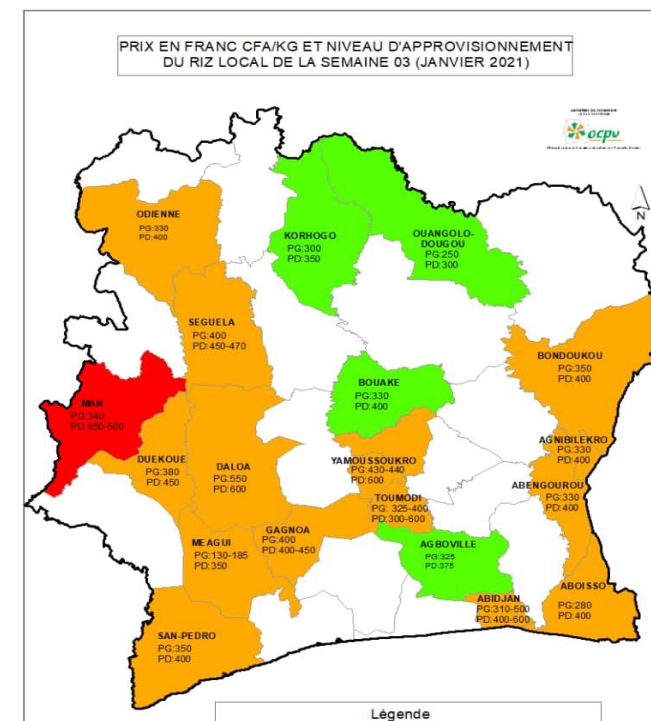 PRIX EN FRANC CFA/KG ET NIVEAU D'APPROVISIONNEMENT
DU RIZ LOCAL DE LA SEMAINE 03 (JANVIER 2021)
ocpv
N
ODIENNE
PG:330
PD:400
KORHOGO
PG:300
PD:350
OUANGOLO-
DOUGOU
PG:250
PD:300
SEGUELA
PG:400
PD:450-470
BONDOUKOU
PG:350
PD:400
MAN
PG:340
PD:450-500
BOUAKE
PG:330
PD:400
DUEKOUE
PG:380
PD:450
DALOA
PG:550
PD:600
YAMOUSSOUKRO
PG:430-440
PD:600
AGNIBILEKRO
PG:330
PD:400
ABENGOUROU
PG:330
PD:400
TOUMODI
PG: 325-400
PD:300-600
MEAGUI
PG:130-185
PD:350
GAGNOA
PG:400
PD:400-450
AGBOVILLE
PG:325
PD:375
ABOISSO
PG:280
PD:400
ABIDJAN
PG:310-500
PD:400-600
SAN-PEDRO
PG:350
PD:400
Légende